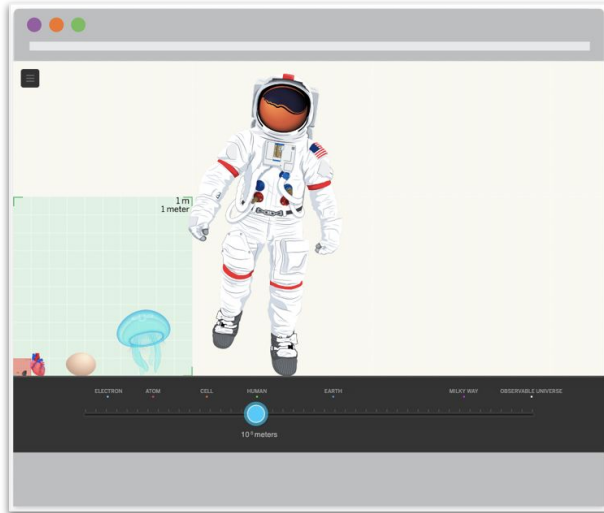 1 m
1 meter
ELECTRON ATOM CELL HUMAN EARTH MILKY WAY OBSERVABLE UNIVERSE
meters